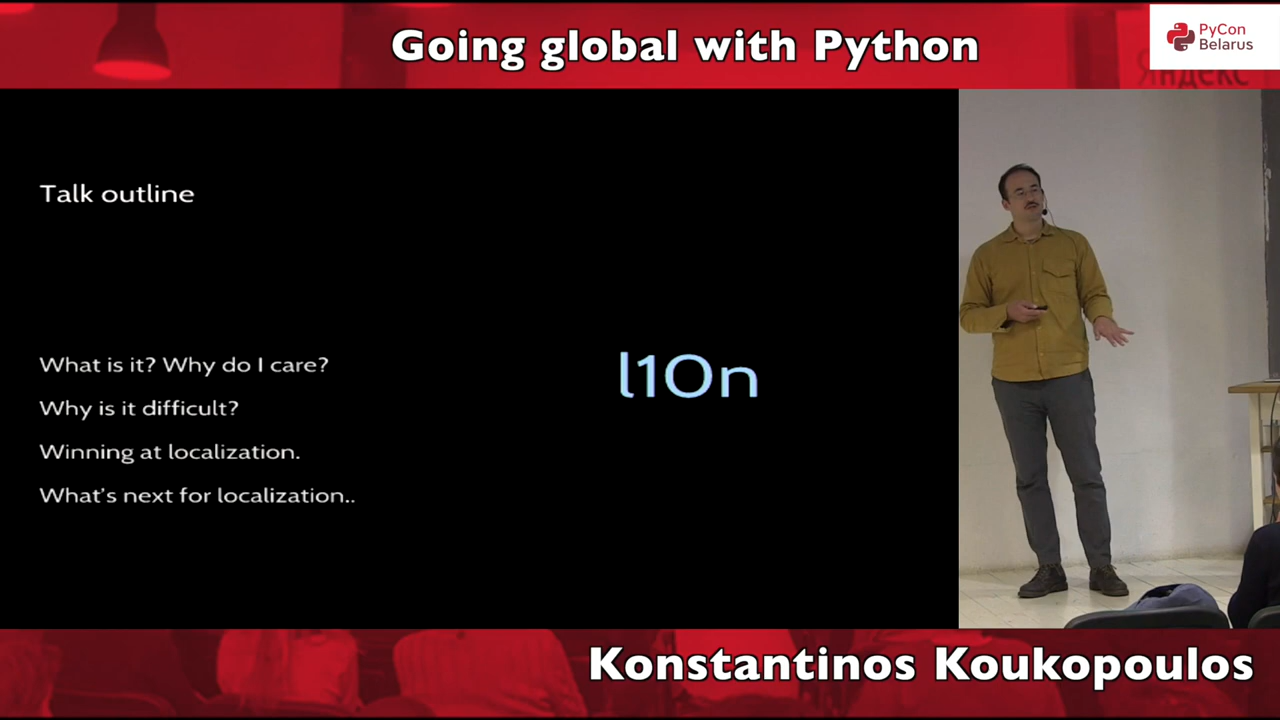 Going global with Python
PyCon
Belarus
Яндекс
Talk outline
What is it? Why do I care?
Why is it difficult?
Winning at localization.
What's next for localization..
l10n
Konstantinos Koukopoulos